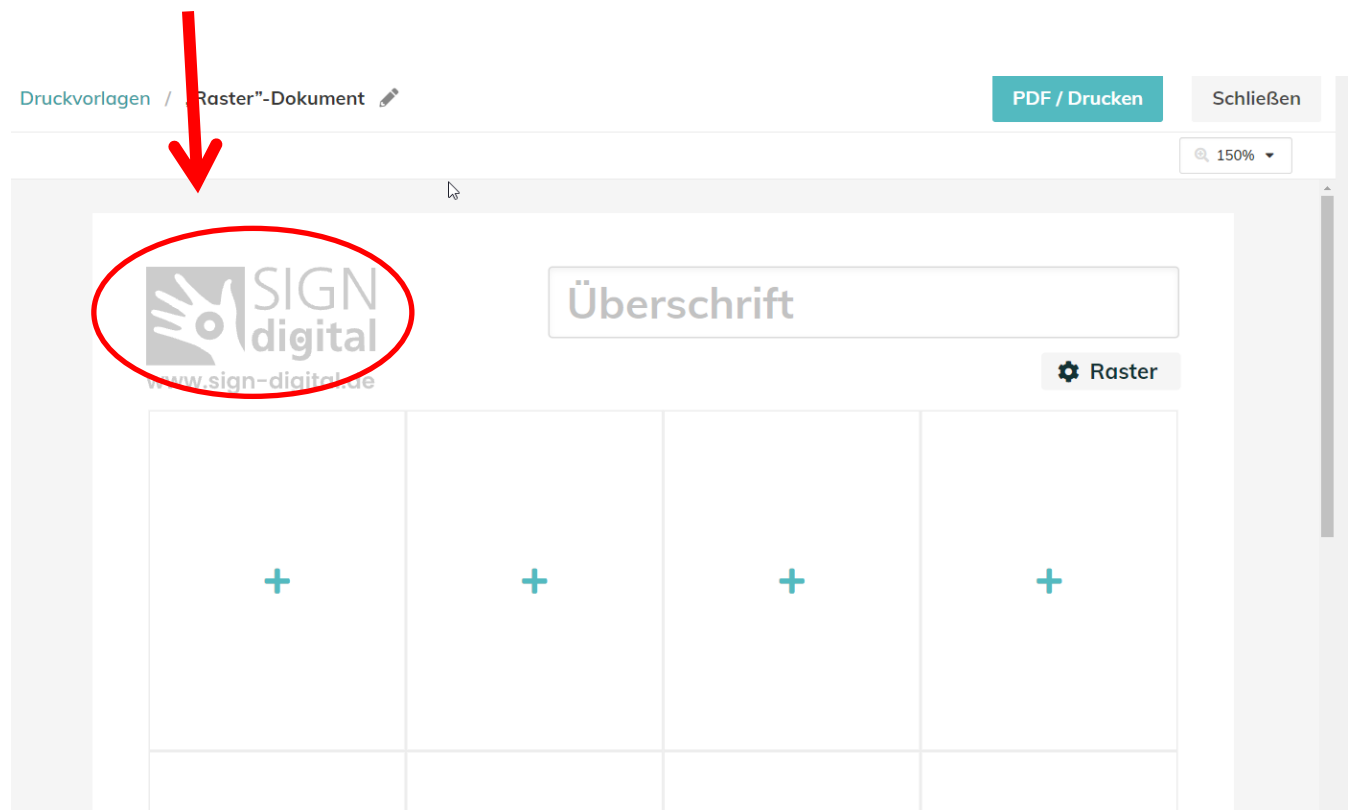 Druckvorlagen / „Raster”-Dokument
PDF / Drucken
Schließen
150%
SIGN
digital
www.sign-digital.de
Überschrift
Raster